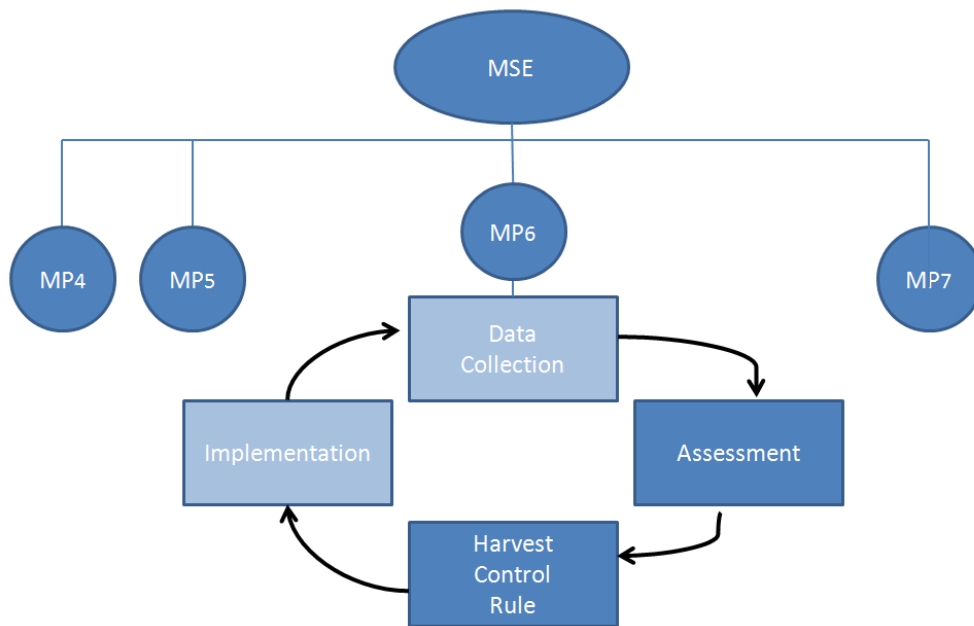 MSE
MP4
MP5
MP6
MP7
Data
Collection
Implementation
Assessment
Harvest
Control
Rule